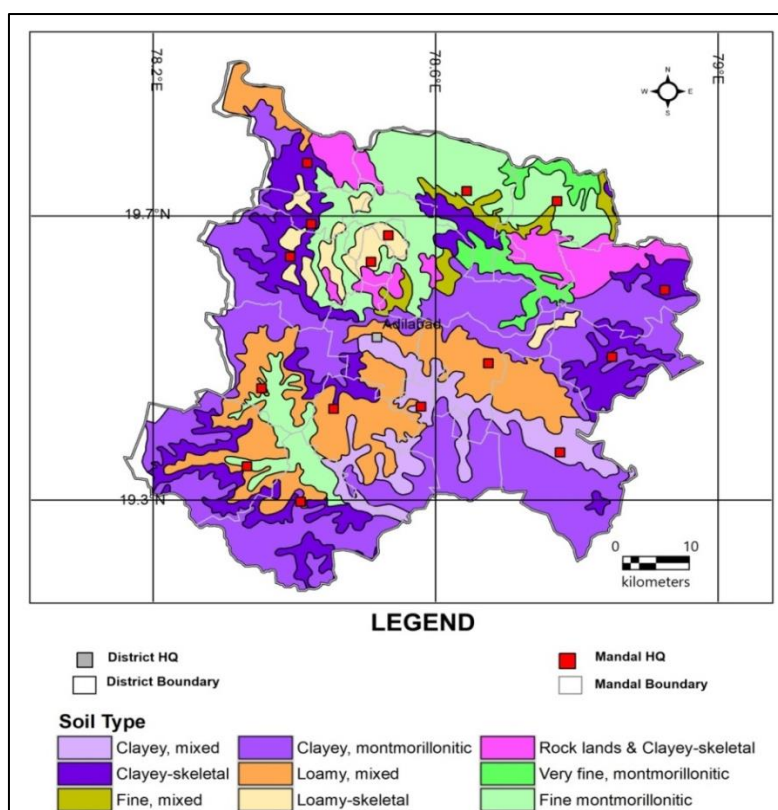 78.2°E 78.6°E 79°E
N
W E
S
19.7°N
Adilabad
19.3°N
0 10
kilometers
LEGEND
District HQ Mandal HQ
District Boundary Mandal Boundary
Soil Type
Clayey, mixed Clayey, montmorillonitic Rock lands & Clayey-skeletal
Clayey-skeletal Loamy, mixed Very fine, montmorillonitic
Fine, mixed Loamy-skeletal Fine montmorillonitic